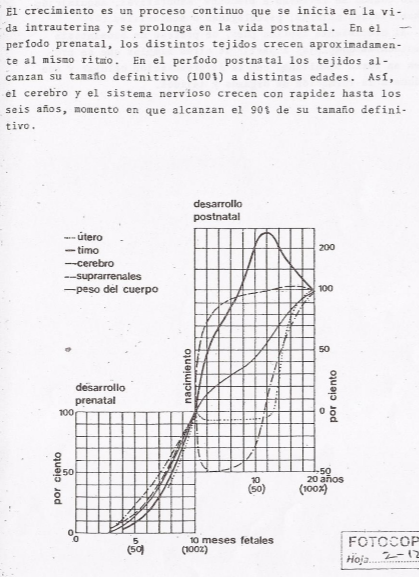 El crecimiento es un proceso continuo que se inicia en la vi-
da intrauterina y se prolonga en la vida postnatal. En el
período prenatal, los distintos tejidos crecen aproximadamen-
te al mismo ritmo. En el período postnatal los tejidos al-
canzan su tamaño definitivo (100%) a distintas edades. Así,
el cerebro y el sistema nervioso crecen con rapidez hasta los
seis años, momento en que alcanzan el 90% de su tamaño defini-
tivo.
desarrollo
postnatal
útero
timo
cerebro
suprarrenales
peso del cuerpo
200
100
50
0
-50
por ciento
nacimiento
desarrollo
prenatal
100
50
0
por ciento
10
(50)
20 años
(100%)
0
5
(50)
10 meses fetales
(100%)
FOTOCOP
Hoja